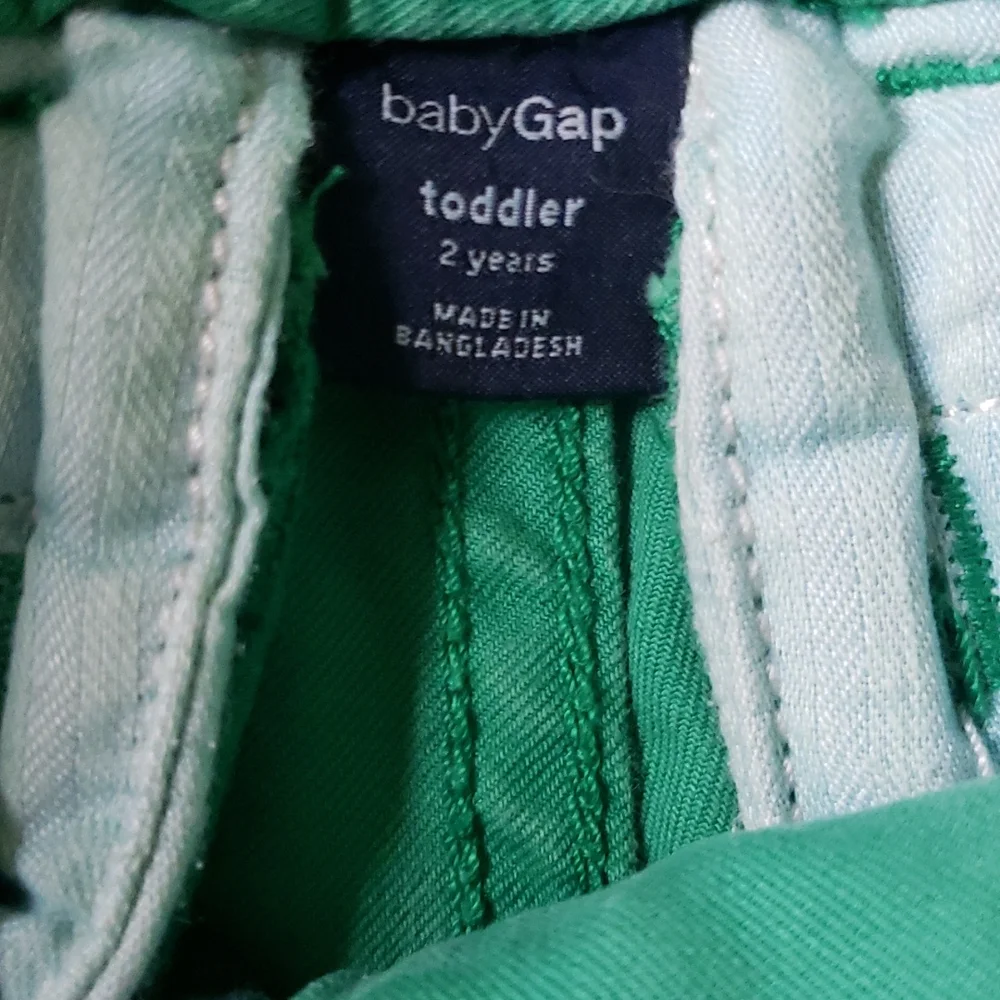 babyGap
toddler
2 years
MADE IN
BANGLADESH